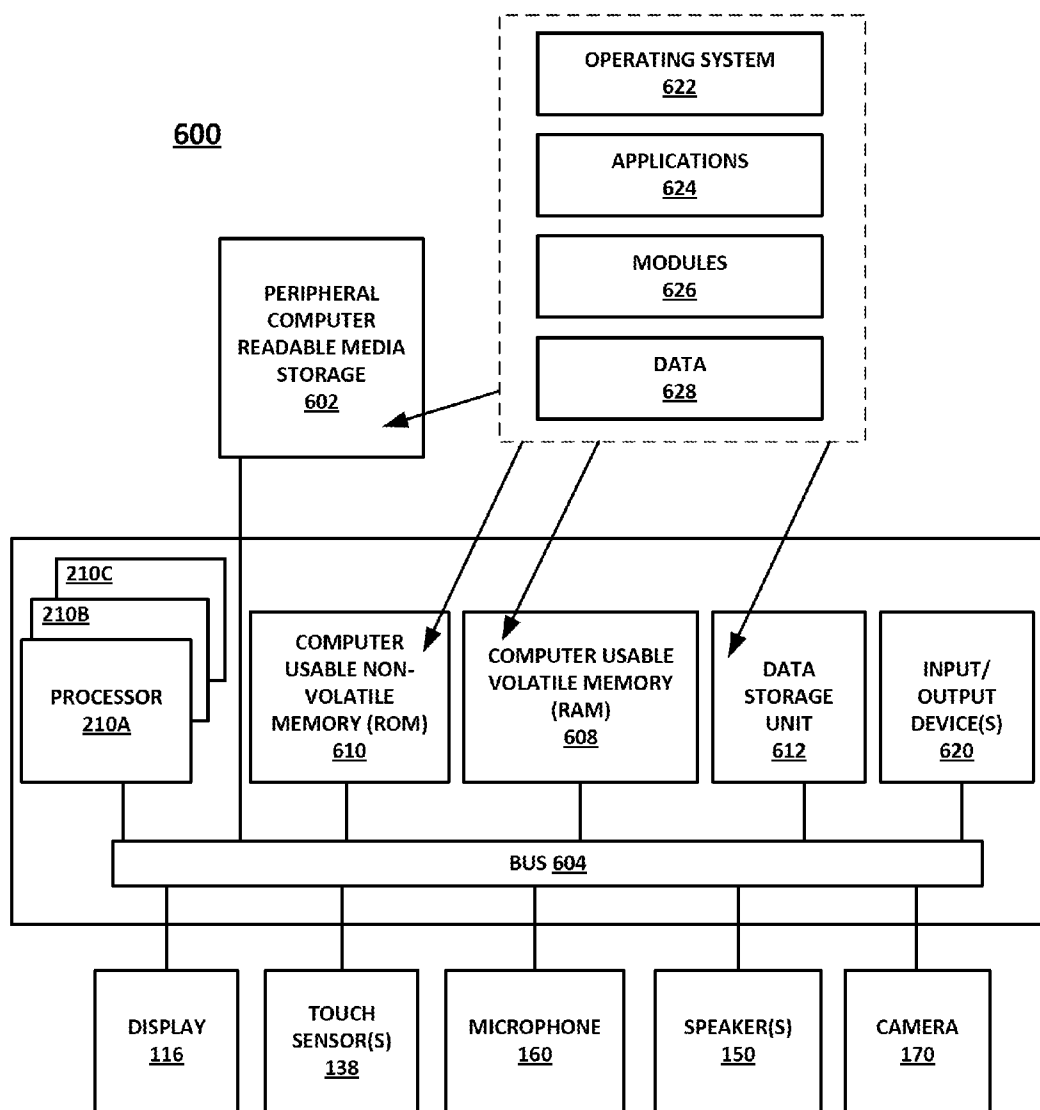 600
OPERATING SYSTEM
622
APPLICATIONS
624
MODULES
626
DATA
628
PERIPHERAL
COMPUTER
READABLE MEDIA
STORAGE
602
210C
210B
PROCESSOR
210A
COMPUTER
USABLE NON-
VOLATILE
MEMORY (ROM)
610
COMPUTER USABLE
VOLATILE MEMORY
(RAM)
608
DATA
STORAGE
UNIT
612
INPUT/
OUTPUT
DEVICE(S)
620
BUS 604
DISPLAY
116
TOUCH
SENSOR(S)
138
MICROPHONE
160
SPEAKER(S)
150
CAMERA
170